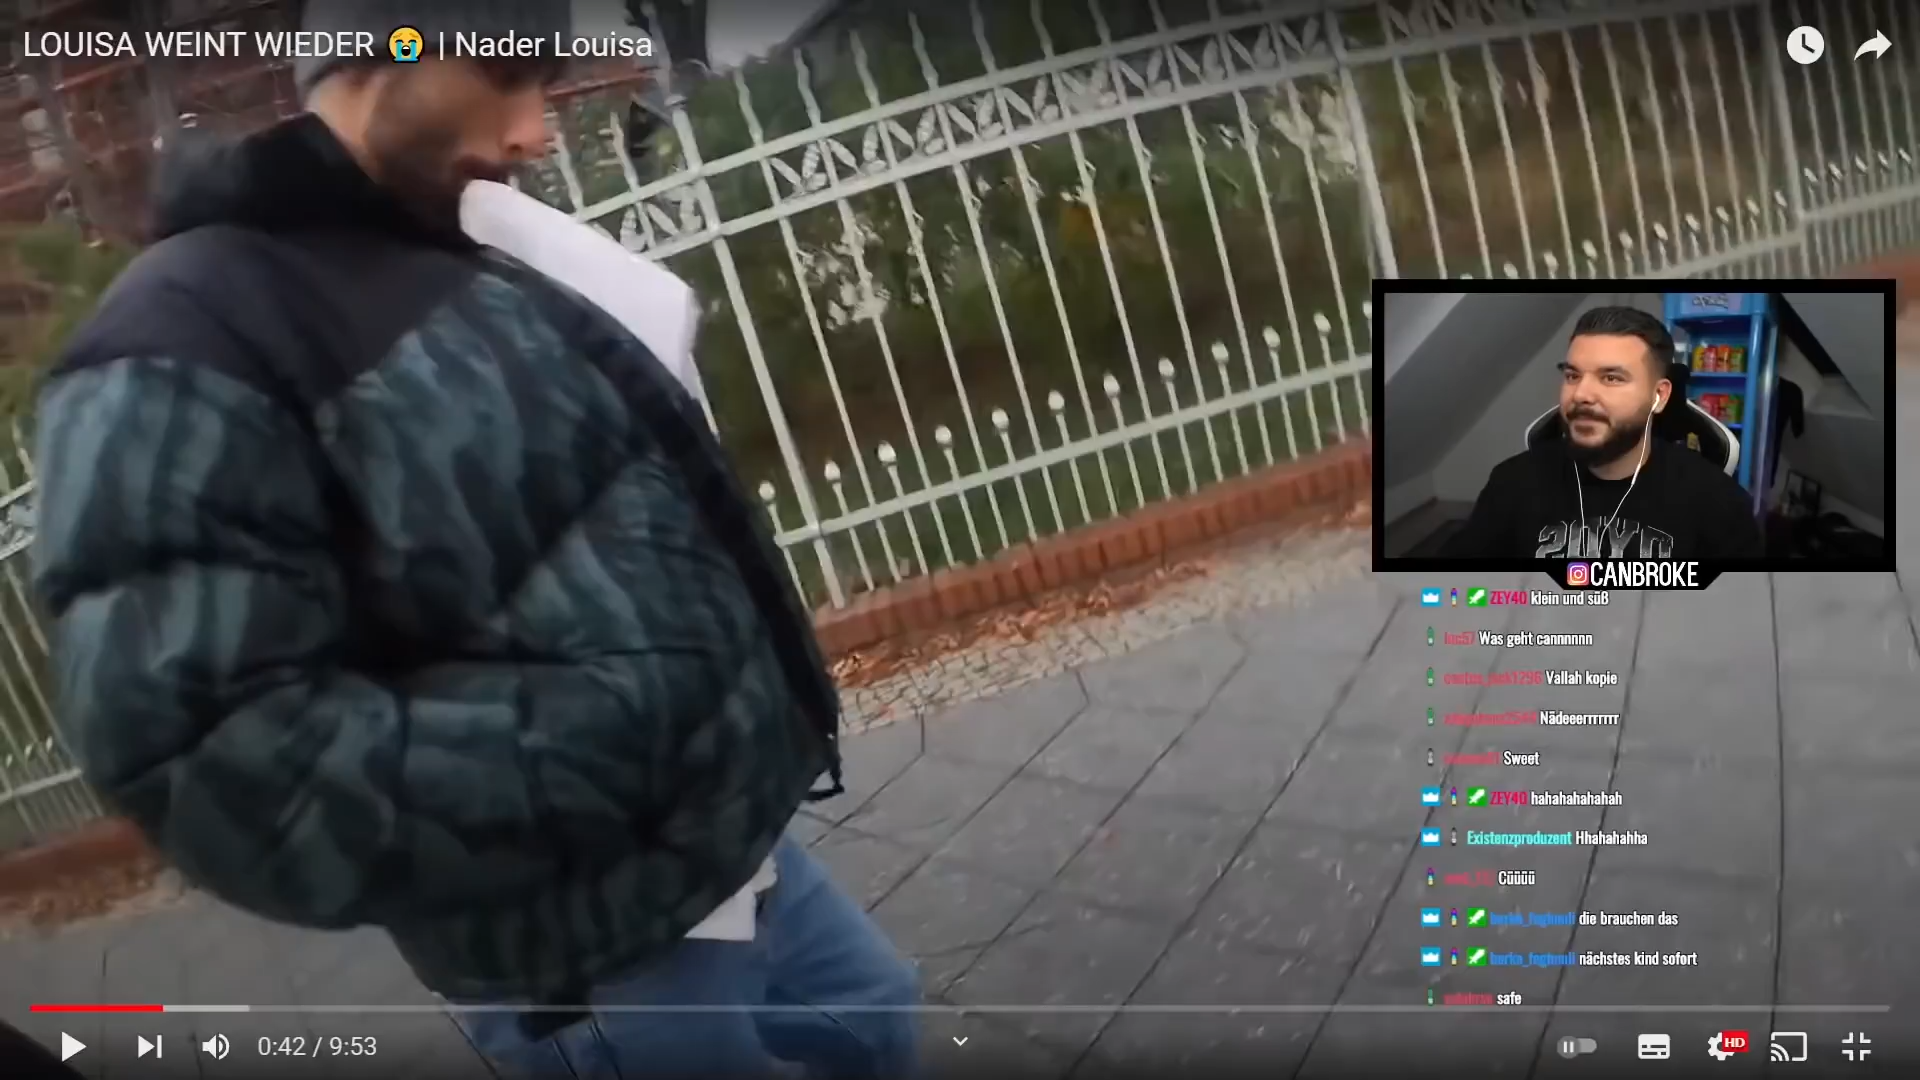 LOUISA WEINT WIEDER 😭 | Nader Louisa
CANBROKE
ZEY40 klein und süß
Was geht cannnnnn
Vallah kopie
Nädeeerrrrrrr
Sweet
ZEY40 hahahahahahah
Existenzproduzent Hhahahahha
Cüüüü
die brauchen das
nächstes kind sofort
safe
0:42 / 9:53
HD